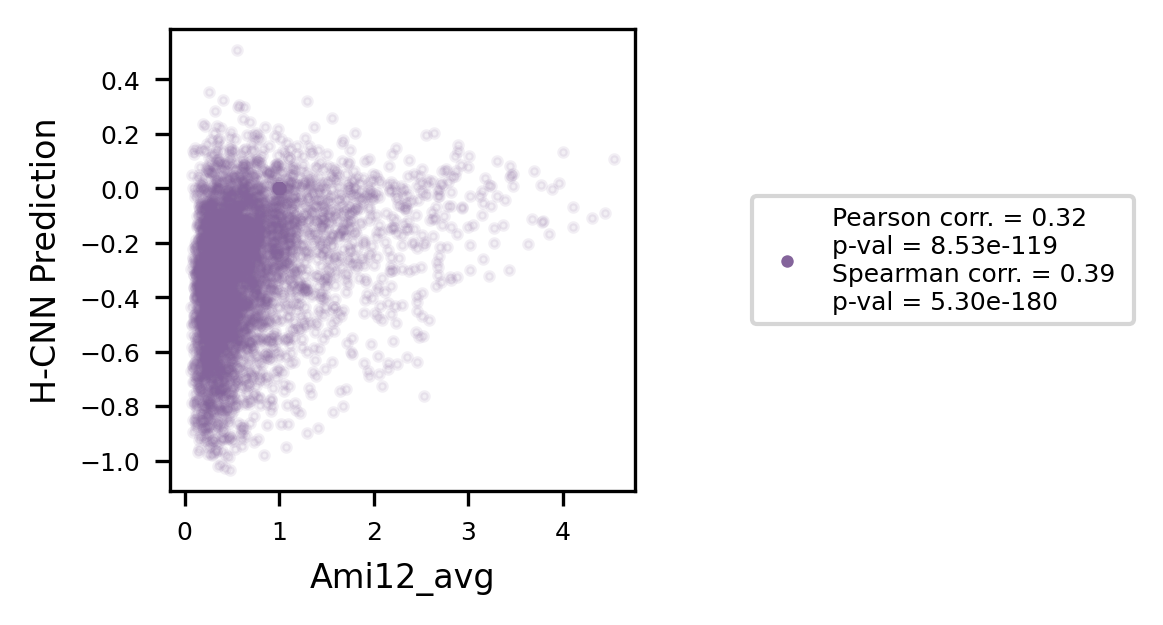 H-CNN Prediction
0.4
0.2
0.0
−0.2
−0.4
−0.6
−0.8
−1.0
0 1 2 3 4
Ami12_avg
Pearson corr. = 0.32
p-val = 8.53e-119
Spearman corr. = 0.39
p-val = 5.30e-180